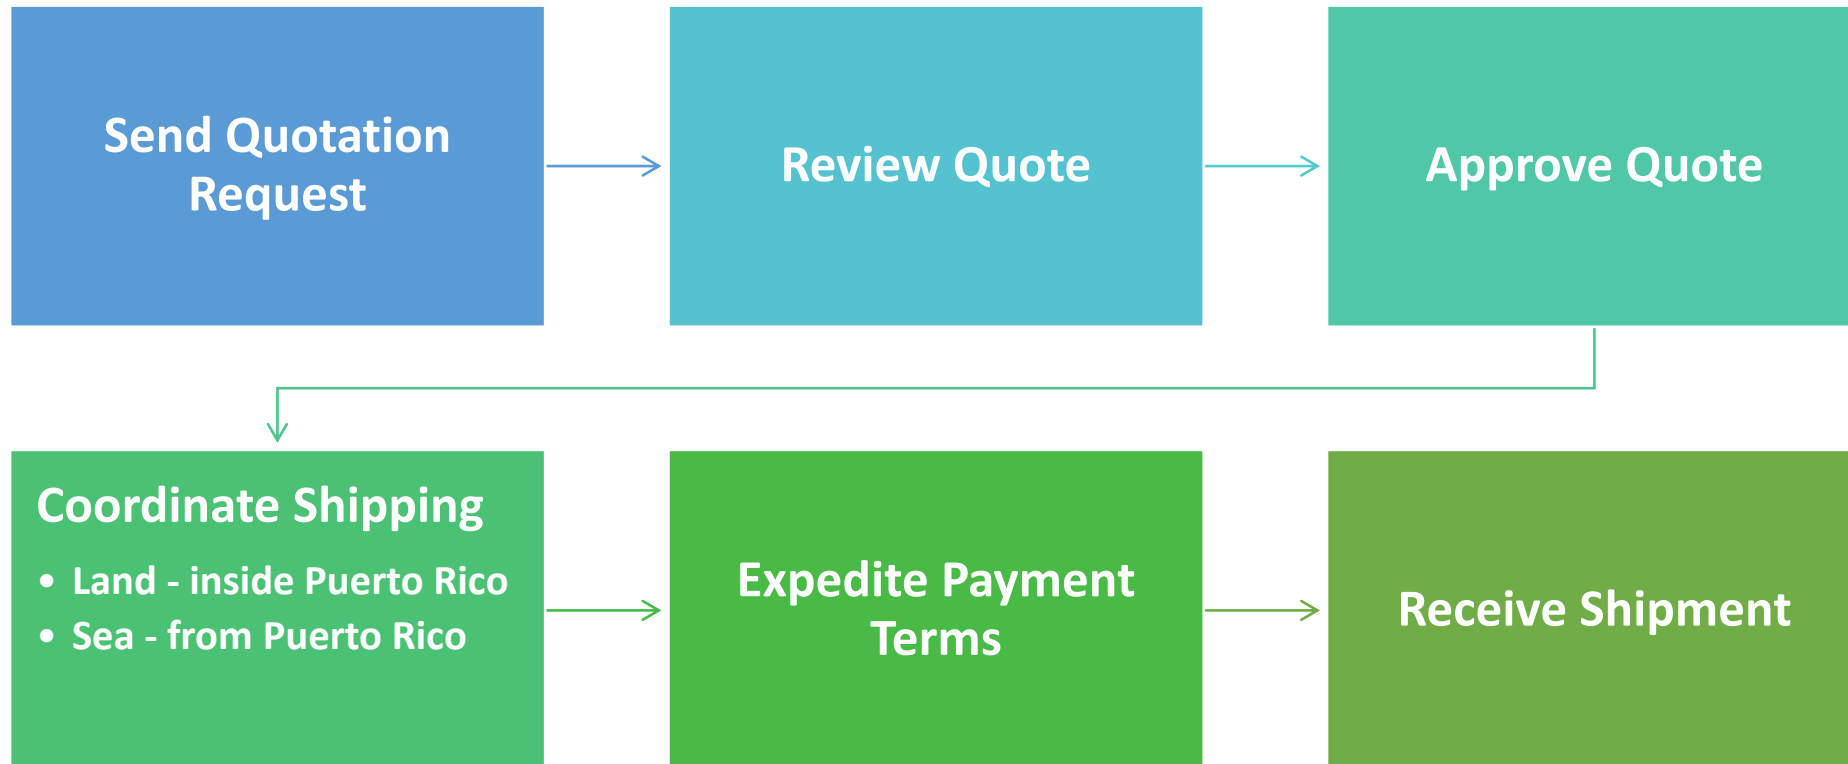 Send Quotation
Request
Review Quote
Approve Quote
Coordinate Shipping
• Land - inside Puerto Rico
• Sea - from Puerto Rico
Expedite Payment
Terms
Receive Shipment